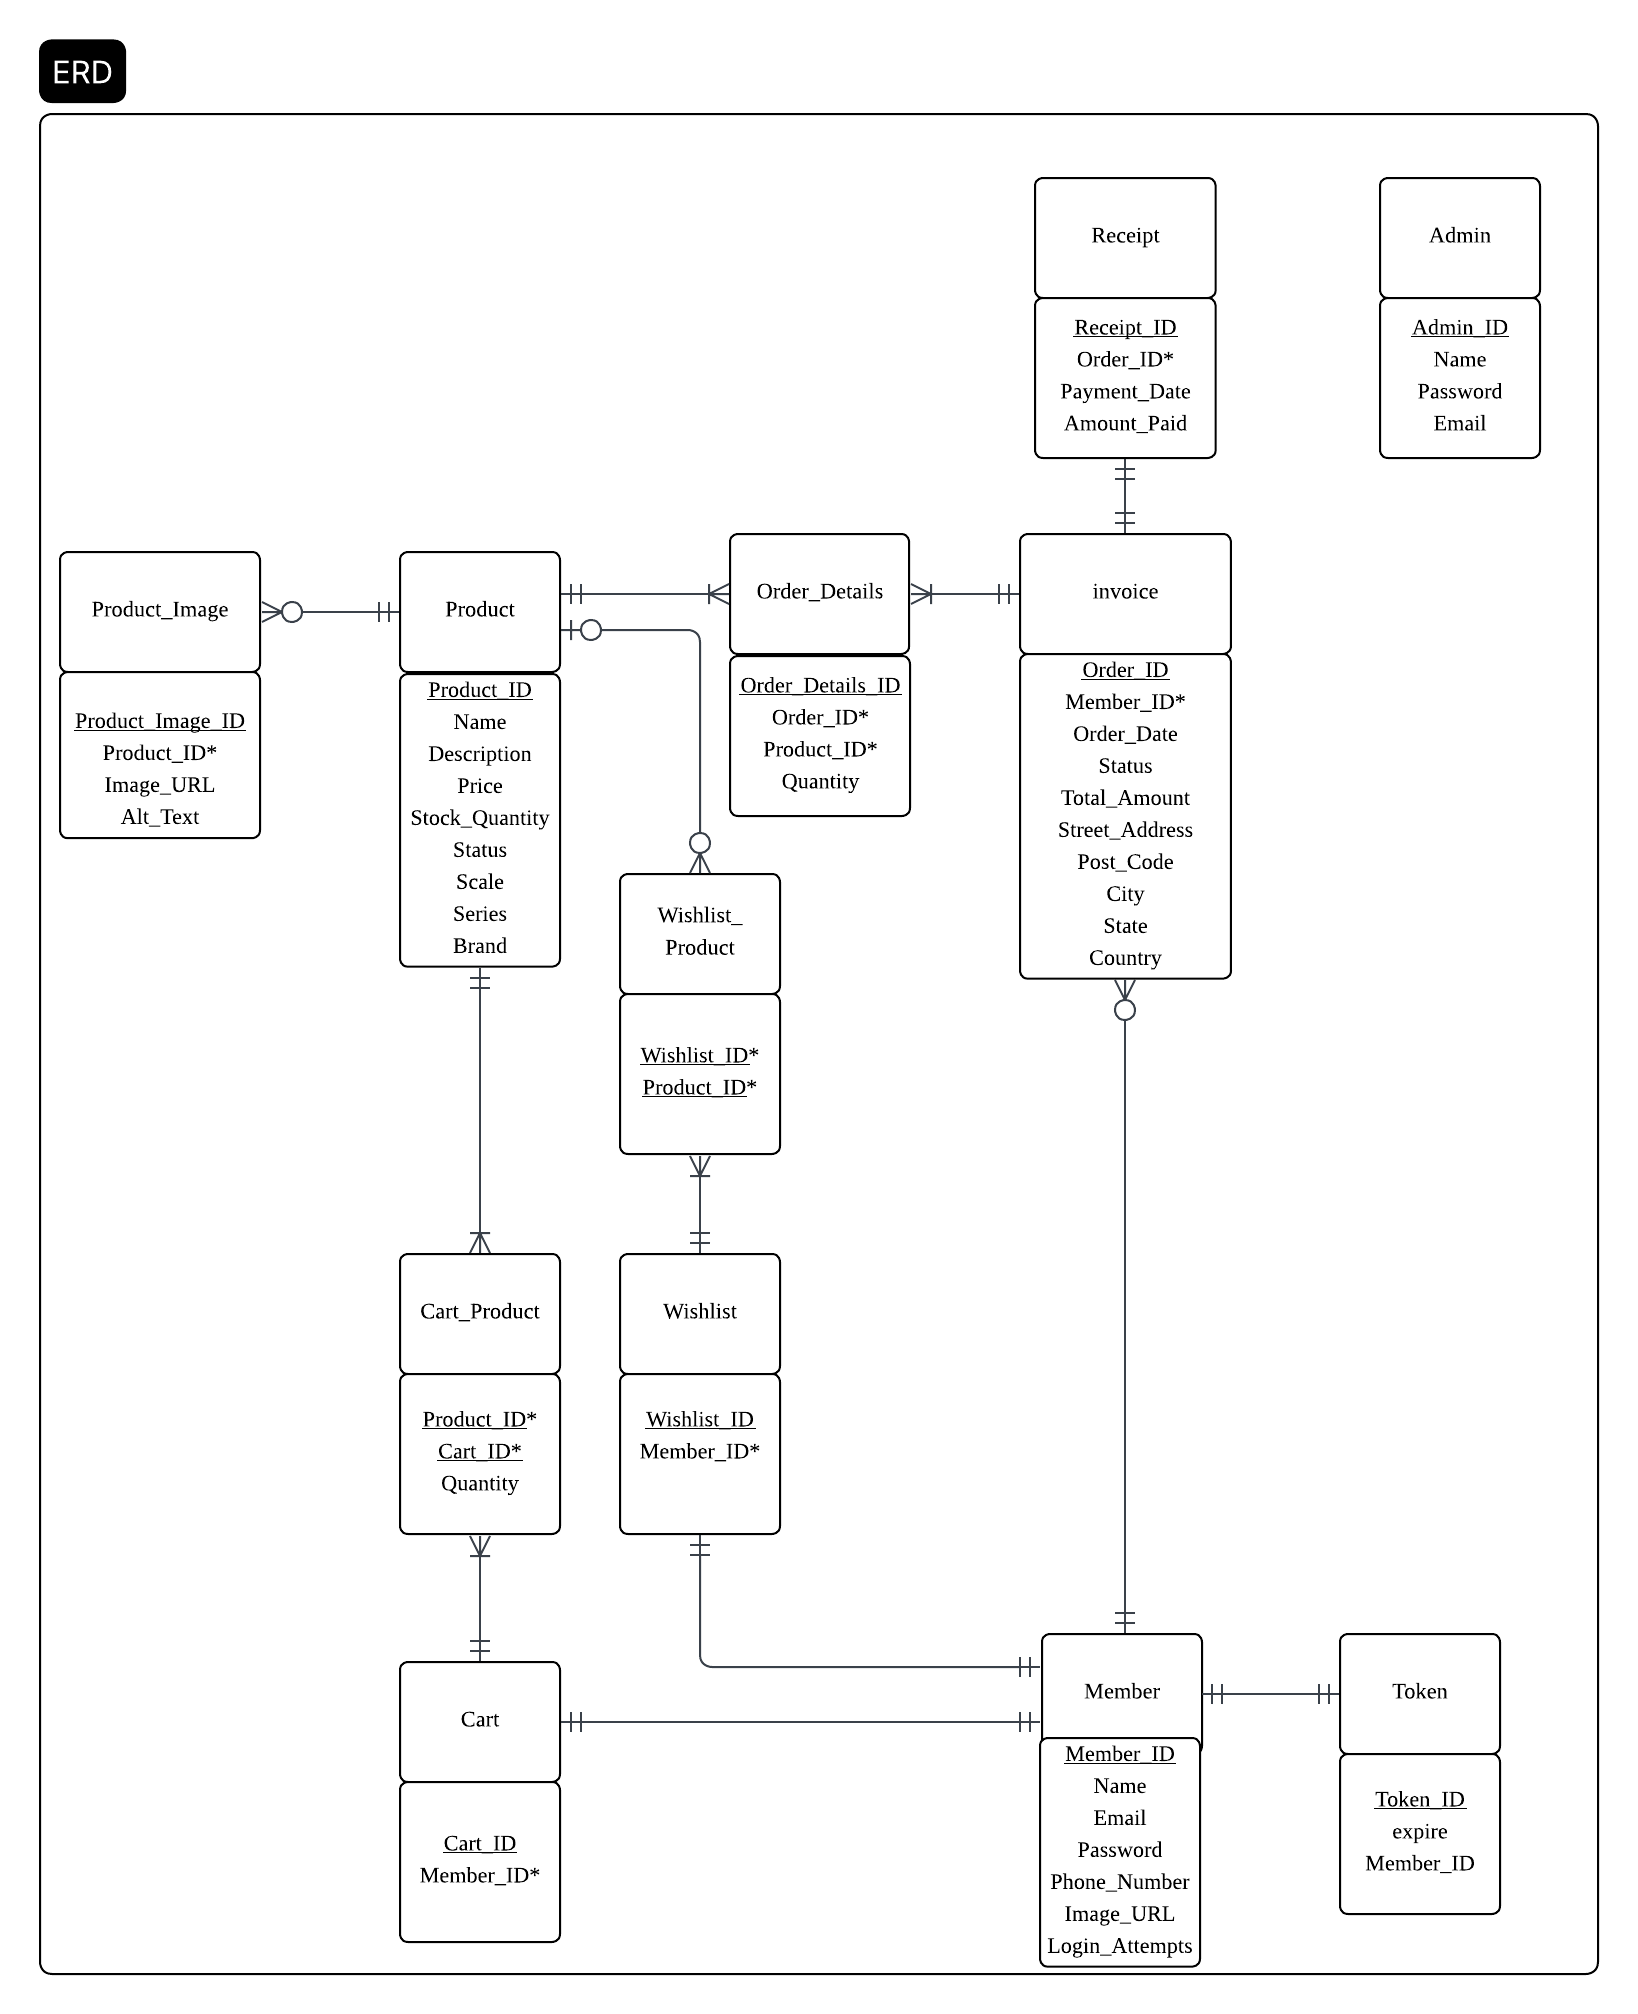 ERD
Receipt
Receipt_ID
Order_ID*
Payment_Date
Amount_Paid
Admin
Admin_ID
Name
Password
Email
Product_Image
Product_Image_ID
Product_ID*
Image_URL
Alt_Text
Product
Product_ID
Name
Description
Price
Stock_Quantity
Status
Scale
Series
Brand
Order_Details
Order_Details_ID
Order_ID*
Product_ID*
Quantity
invoice
Order_ID
Member_ID*
Order_Date
Status
Total_Amount
Street_Address
Post_Code
City
State
Country
Wishlist_
Product
Wishlist_ID*
Product_ID*
Cart_Product
Product_ID*
Cart_ID*
Quantity
Wishlist
Wishlist_ID
Member_ID*
Cart
Cart_ID
Member_ID*
Member
Member_ID
Name
Email
Password
Phone_Number
Image_URL
Login_Attempts
Token
Token_ID
expire
Member_ID